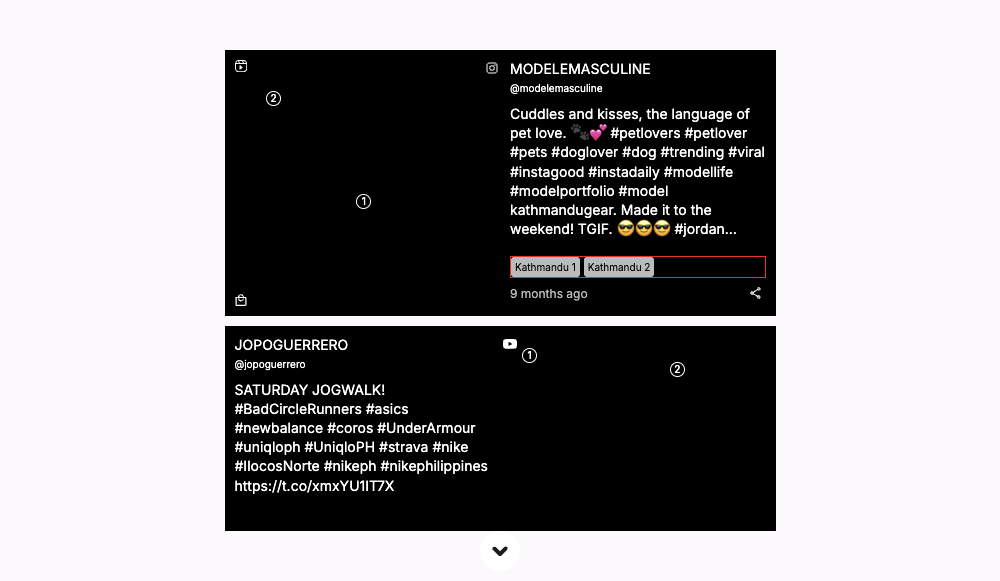 ②
①
MODELEMASCULINE
@modelemasculine
Cuddles and kisses, the language of
pet love. 🐾💕 #petlovers #petlover
#pets #doglover #dog #trending #viral
#instagood #instadaily #modellife
#modelportfolio #model
kathmandugear. Made it to the
weekend! TGIF. 😎😎😎 #jordan...
Kathmandu 1 Kathmandu 2
9 months ago
JOPOGUERRERO
@jopoguerrero
SATURDAY JOGWALK!
#BadCircleRunners #asics
#newbalance #coros #UnderArmour
#uniqloph #UniqloPH #strava #nike
#IlocosNorte #nikeph #nikephilippines
https://t.co/xmxYU1IT7X
①
②